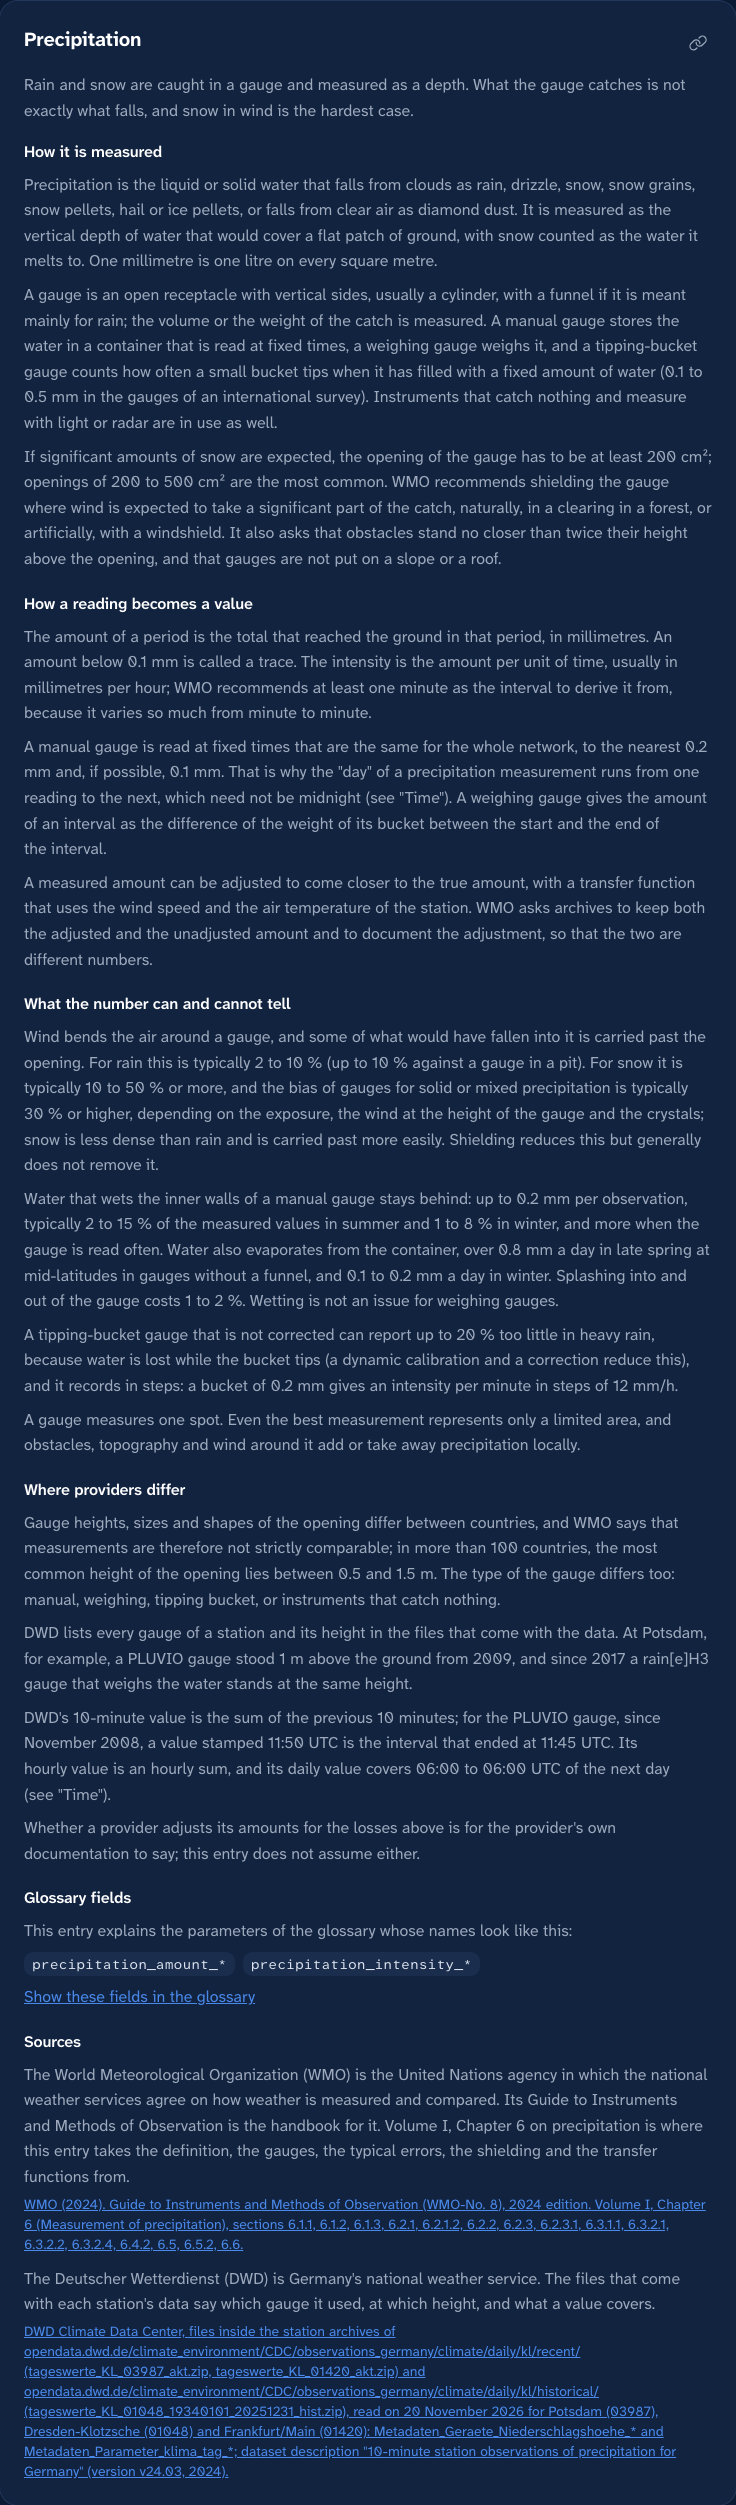 Precipitation
Rain and snow are caught in a gauge and measured as a depth. What the gauge catches is not
exactly what falls, and snow in wind is the hardest case.
How it is measured
Precipitation is the liquid or solid water that falls from clouds as rain, drizzle, snow, snow grains,
snow pellets, hail or ice pellets, or falls from clear air as diamond dust. It is measured as the
vertical depth of water that would cover a flat patch of ground, with snow counted as the water it
melts to. One millimetre is one litre on every square metre.
A gauge is an open receptacle with vertical sides, usually a cylinder, with a funnel if it is meant
mainly for rain; the volume or the weight of the catch is measured. A manual gauge stores the
water in a container that is read at fixed times, a weighing gauge weighs it, and a tipping-bucket
gauge counts how often a small bucket tips when it has filled with a fixed amount of water (0.1 to
0.5 mm in the gauges of an international survey). Instruments that catch nothing and measure
with light or radar are in use as well.
If significant amounts of snow are expected, the opening of the gauge has to be at least 200 cm²;
openings of 200 to 500 cm² are the most common. WMO recommends shielding the gauge
where wind is expected to take a significant part of the catch, naturally, in a clearing in a forest, or
artificially, with a windshield. It also asks that obstacles stand no closer than twice their height
above the opening, and that gauges are not put on a slope or a roof.
How a reading becomes a value
The amount of a period is the total that reached the ground in that period, in millimetres. An
amount below 0.1 mm is called a trace. The intensity is the amount per unit of time, usually in
millimetres per hour; WMO recommends at least one minute as the interval to derive it from,
because it varies so much from minute to minute.
A manual gauge is read at fixed times that are the same for the whole network, to the nearest 0.2
mm and, if possible, 0.1 mm. That is why the "day" of a precipitation measurement runs from one
reading to the next, which need not be midnight (see "Time"). A weighing gauge gives the amount
of an interval as the difference of the weight of its bucket between the start and the end of
the interval.
A measured amount can be adjusted to come closer to the true amount, with a transfer function
that uses the wind speed and the air temperature of the station. WMO asks archives to keep both
the adjusted and the unadjusted amount and to document the adjustment, so that the two are
different numbers.
What the number can and cannot tell
Wind bends the air around a gauge, and some of what would have fallen into it is carried past the
opening. For rain this is typically 2 to 10 % (up to 10 % against a gauge in a pit). For snow it is
typically 10 to 50 % or more, and the bias of gauges for solid or mixed precipitation is typically
30 % or higher, depending on the exposure, the wind at the height of the gauge and the crystals;
snow is less dense than rain and is carried past more easily. Shielding reduces this but generally
does not remove it.
Water that wets the inner walls of a manual gauge stays behind: up to 0.2 mm per observation,
typically 2 to 15 % of the measured values in summer and 1 to 8 % in winter, and more when the
gauge is read often. Water also evaporates from the container, over 0.8 mm a day in late spring at
mid-latitudes in gauges without a funnel, and 0.1 to 0.2 mm a day in winter. Splashing into and
out of the gauge costs 1 to 2 %. Wetting is not an issue for weighing gauges.
A tipping-bucket gauge that is not corrected can report up to 20 % too little in heavy rain,
because water is lost while the bucket tips (a dynamic calibration and a correction reduce this),
and it records in steps: a bucket of 0.2 mm gives an intensity per minute in steps of 12 mm/h.
A gauge measures one spot. Even the best measurement represents only a limited area, and
obstacles, topography and wind around it add or take away precipitation locally.
Where providers differ
Gauge heights, sizes and shapes of the opening differ between countries, and WMO says that
measurements are therefore not strictly comparable; in more than 100 countries, the most
common height of the opening lies between 0.5 and 1.5 m. The type of the gauge differs too:
manual, weighing, tipping bucket, or instruments that catch nothing.
DWD lists every gauge of a station and its height in the files that come with the data. At Potsdam,
for example, a PLUVIO gauge stood 1 m above the ground from 2009, and since 2017 a rain[e]H3
gauge that weighs the water stands at the same height.
DWD's 10-minute value is the sum of the previous 10 minutes; for the PLUVIO gauge, since
November 2008, a value stamped 11:50 UTC is the interval that ended at 11:45 UTC. Its
hourly value is an hourly sum, and its daily value covers 06:00 to 06:00 UTC of the next day
(see "Time").
Whether a provider adjusts its amounts for the losses above is for the provider's own
documentation to say; this entry does not assume either.
Glossary fields
This entry explains the parameters of the glossary whose names look like this:
precipitation_amount_* precipitation_intensity_*
Show these fields in the glossary
Sources
The World Meteorological Organization (WMO) is the United Nations agency in which the national
weather services agree on how weather is measured and compared. Its Guide to Instruments
and Methods of Observation is the handbook for it. Volume I, Chapter 6 on precipitation is where
this entry takes the definition, the gauges, the typical errors, the shielding and the transfer
functions from.
WMO (2024), Guide to Instruments and Methods of Observation (WMO-No. 8), 2024 edition. Volume I, Chapter
6 (Measurement of precipitation), sections 6.1.1, 6.1.2, 6.1.3, 6.2.1, 6.2.1.2, 6.2.2, 6.2.3, 6.2.3.1, 6.3.1.1, 6.3.2.1,
6.3.2.2, 6.3.2.4, 6.4.2, 6.5, 6.5.2, 6.6.
The Deutscher Wetterdienst (DWD) is Germany's national weather service. The files that come
with each station's data say which gauge it used, at which height, and what a value covers.
DWD Climate Data Center, files inside the station archives of
opendata.dwd.de/climate_environment/CDC/observations_germany/climate/daily/kl/recent/
(tageswerte_KL_03987_akt.zip, tageswerte_KL_01420_akt.zip) and
opendata.dwd.de/climate_environment/CDC/observations_germany/climate/daily/kl/historical/
(tageswerte_KL_01048_19340101_20251231_hist.zip), read on 20 November 2026 for Potsdam (03987),
Dresden-Klotzsche (01048) and Frankfurt/Main (01420): Metadaten_Geraete_Niederschlagshoehe_* and
Metadaten_Parameter_klima_tag_*; dataset description "10-minute station observations of precipitation for
Germany" (version v24.03, 2024).